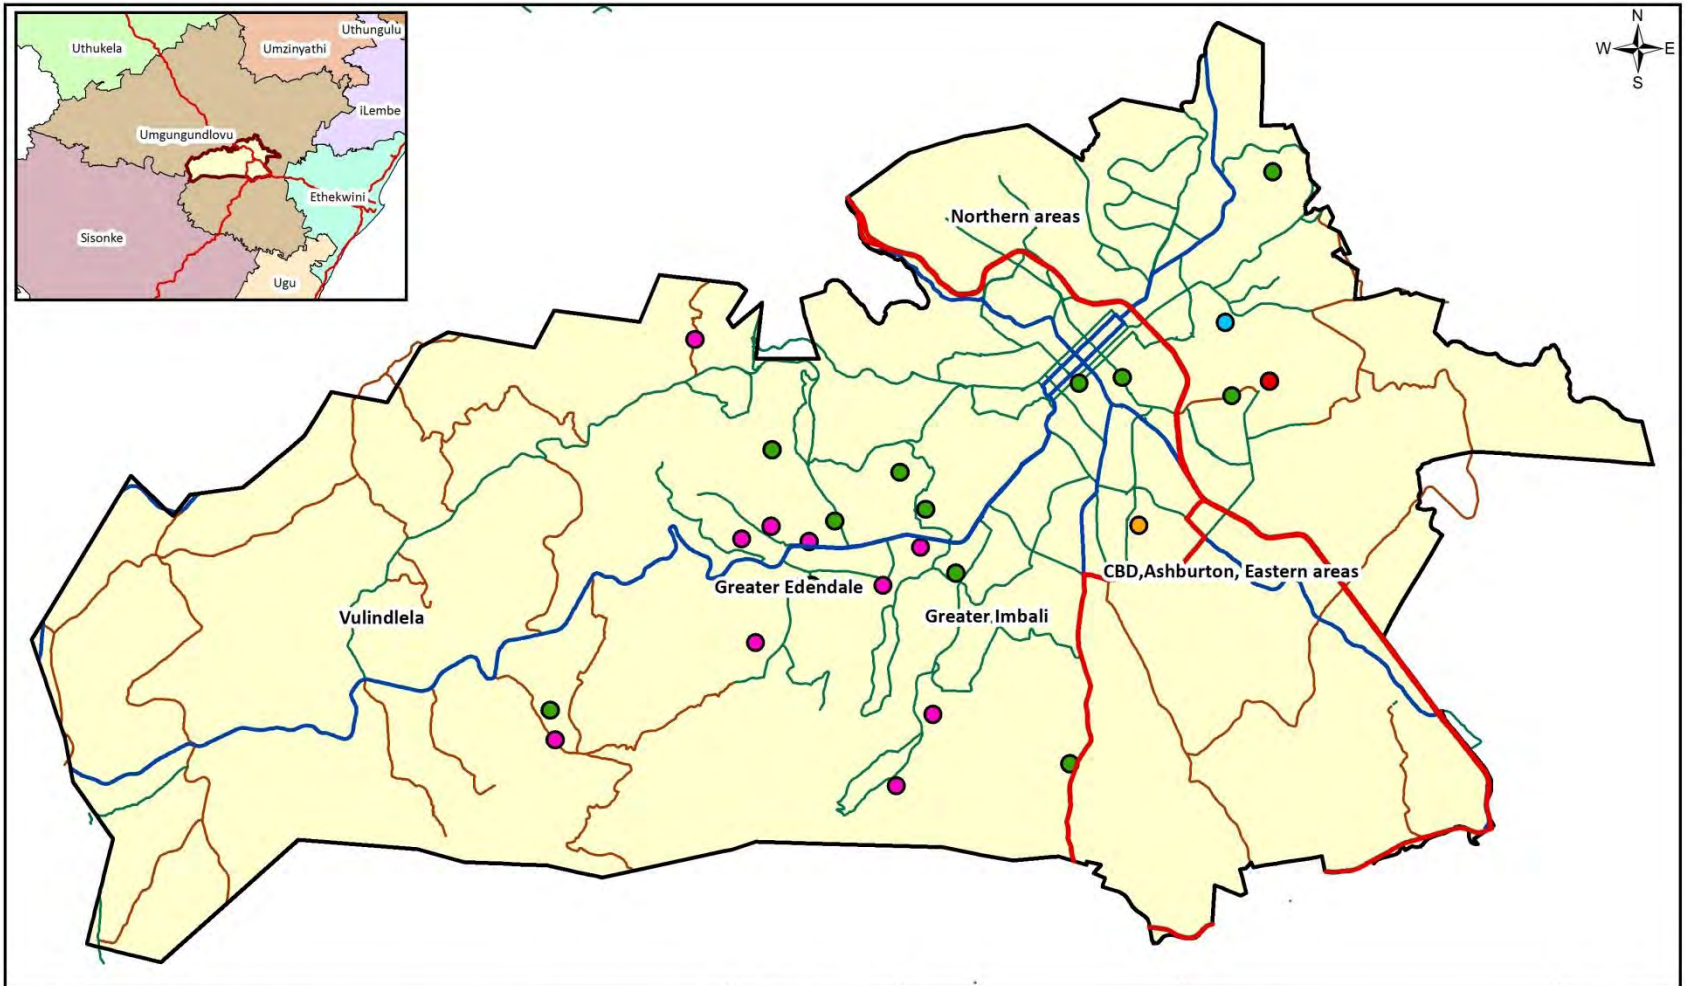 Uthungulu
Uthukela
Umzinyathi
iLembe
Umgungundlovu
Ethekwini
Sisonke
Ugu
N
W
E
S
Northern areas
CBD,Ashburton, Eastern areas
Greater Edendale
Vulindlela
Greater Imbali